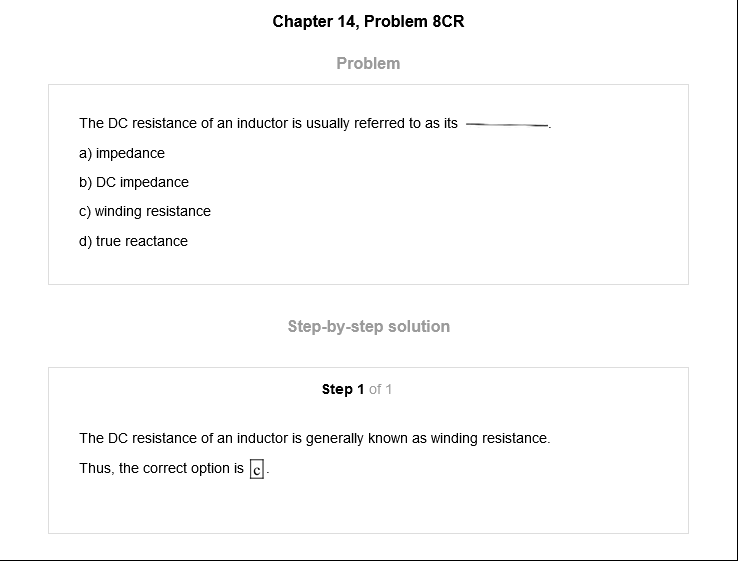 Chapter 14, Problem 8CR
Problem
The DC resistance of an inductor is usually referred to as its __________.
a) impedance
b) DC impedance
c) winding resistance
d) true reactance
Step-by-step solution
Step 1 of 1
The DC resistance of an inductor is generally known as winding resistance.
Thus, the correct option is c.